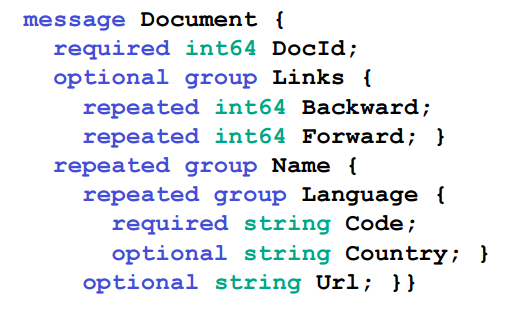 message Document {
  required int64 DocId;
  optional group Links {
    repeated int64 Backward;
    repeated int64 Forward; }
  repeated group Name {
    repeated group Language {
      required string Code;
      optional string Country; }
    optional string Url; }}